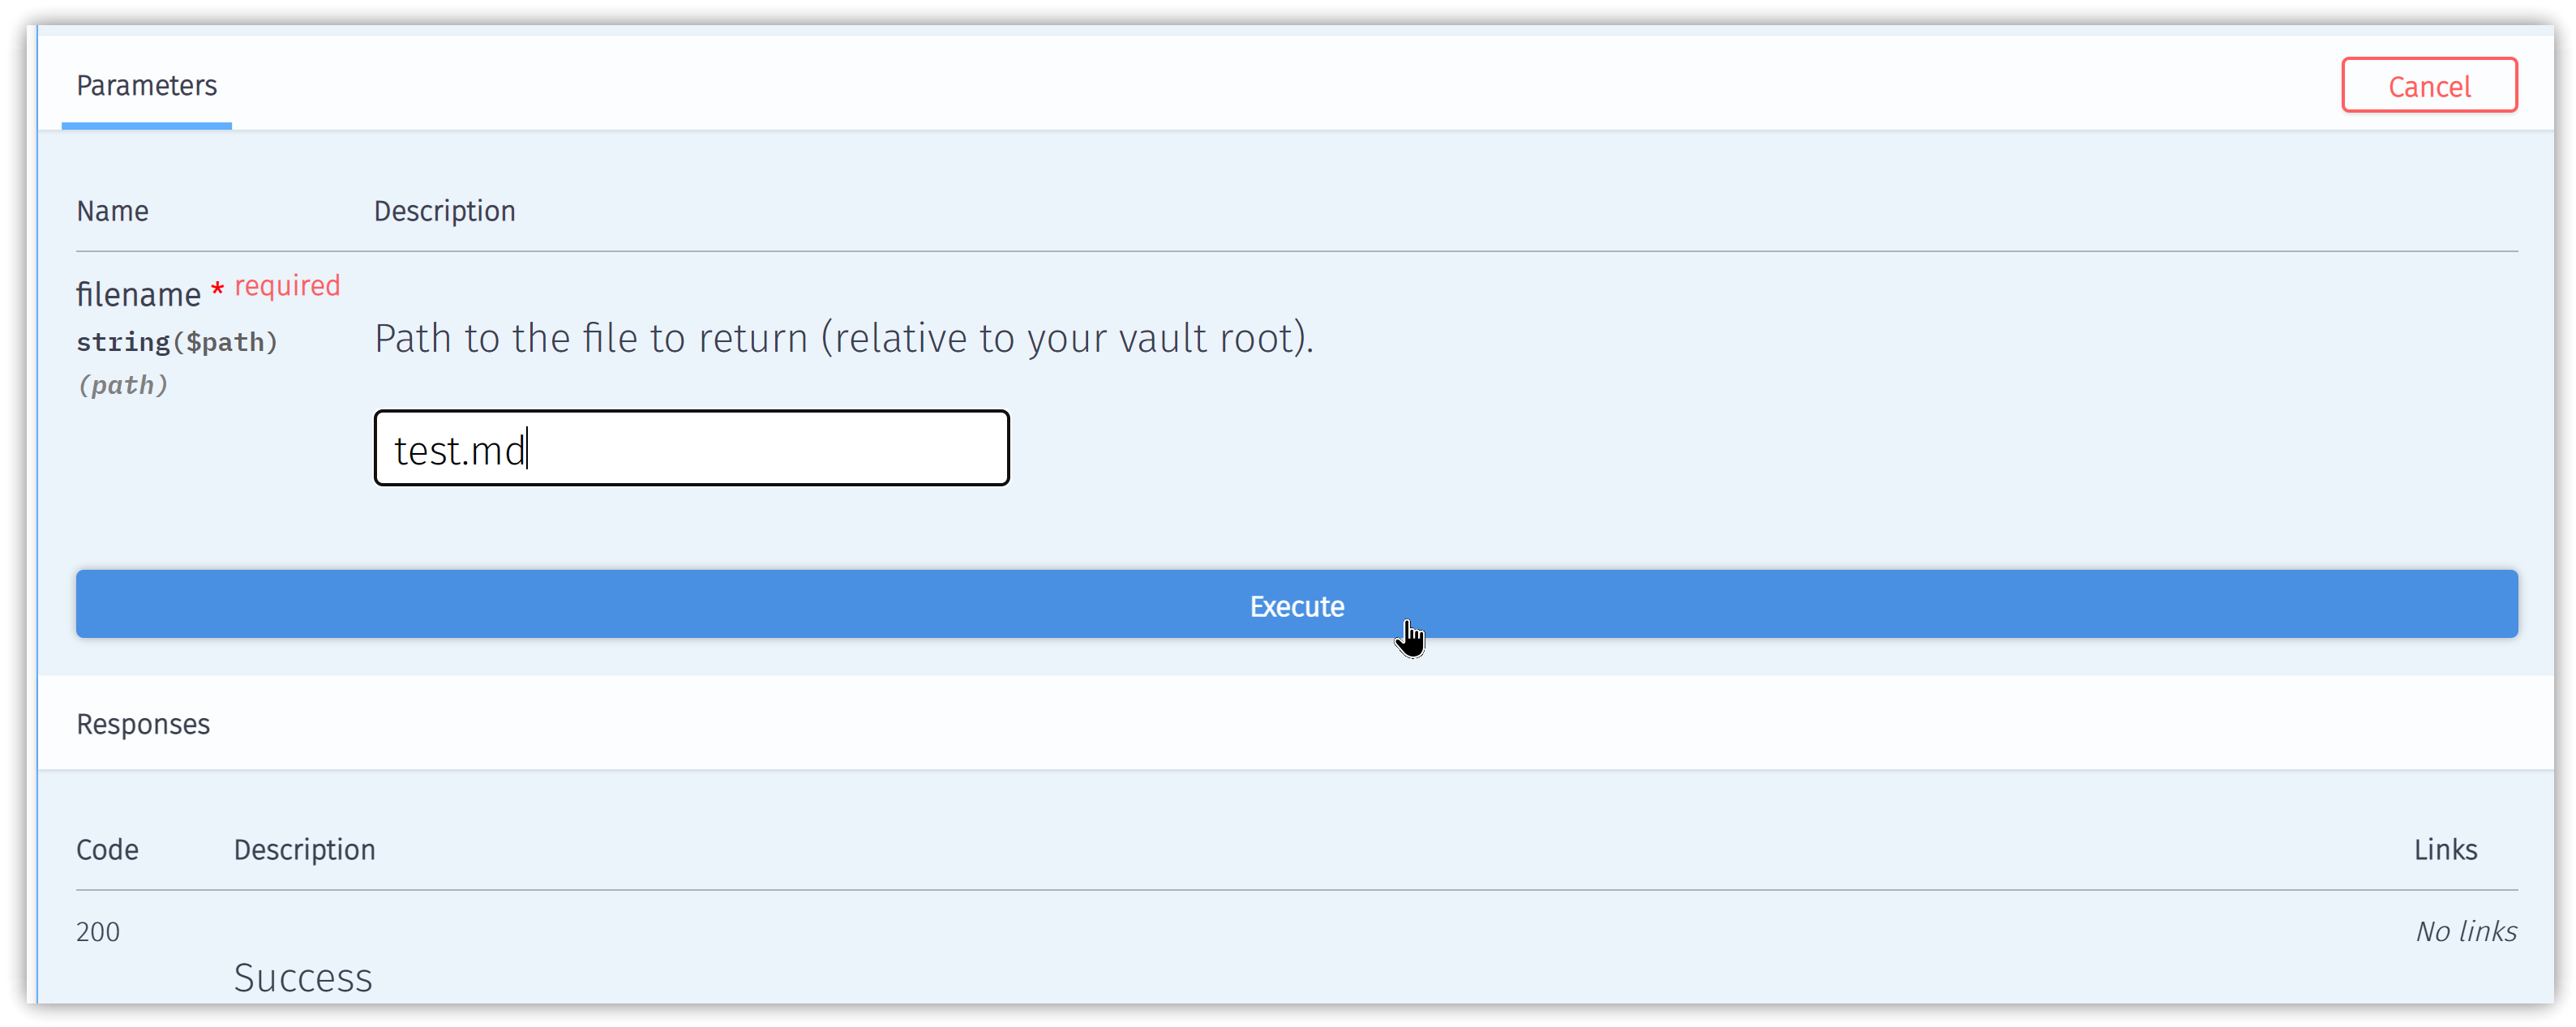 Parameters
Cancel
Name Description
filename * required
string($path)
(path)
Path to the file to return (relative to your vault root).
test.md
Execute
Responses
Code Description Links
200 No links
Success